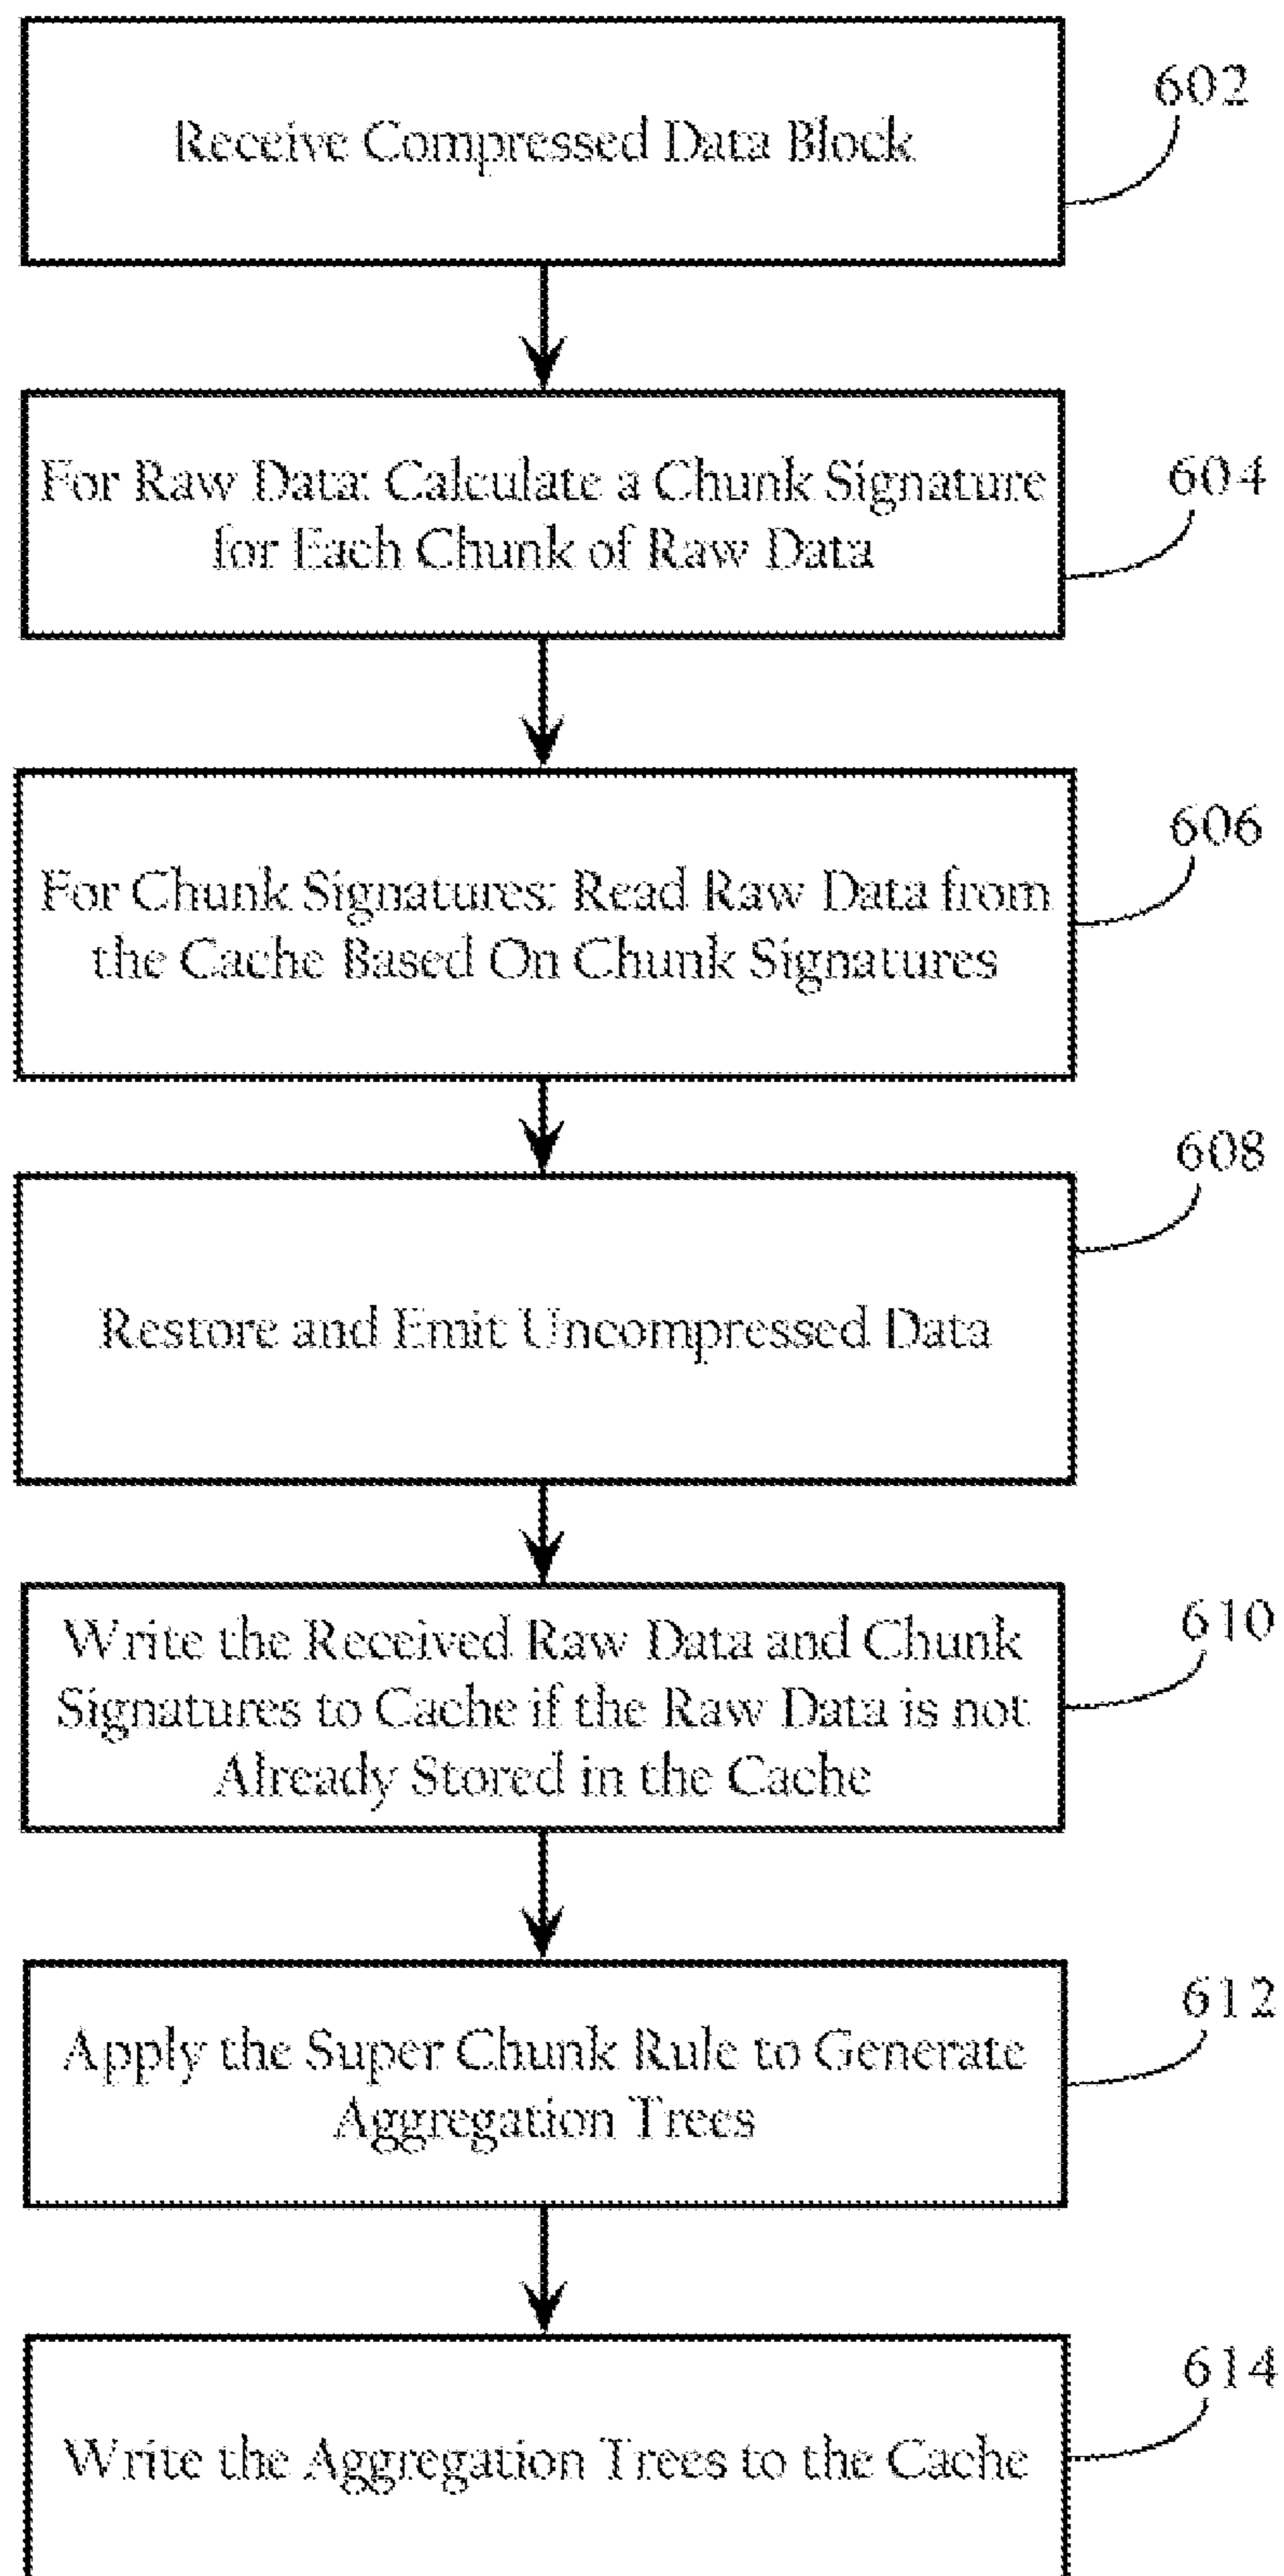 Receive Compressed Data Block
602
For Raw Data: Calculate a Chunk Signature
for Each Chunk of Raw Data
604
For Chunk Signatures: Read Raw Data from
the Cache Based On Chunk Signatures
606
Restore and Emit Uncompressed Data
608
Write the Received Raw Data and Chunk
Signatures to Cache if the Raw Data is not
Already Stored in the Cache
610
Apply the Super Chunk Rule to Generate
Aggregation Trees
612
Write the Aggregation Trees to the Cache
614